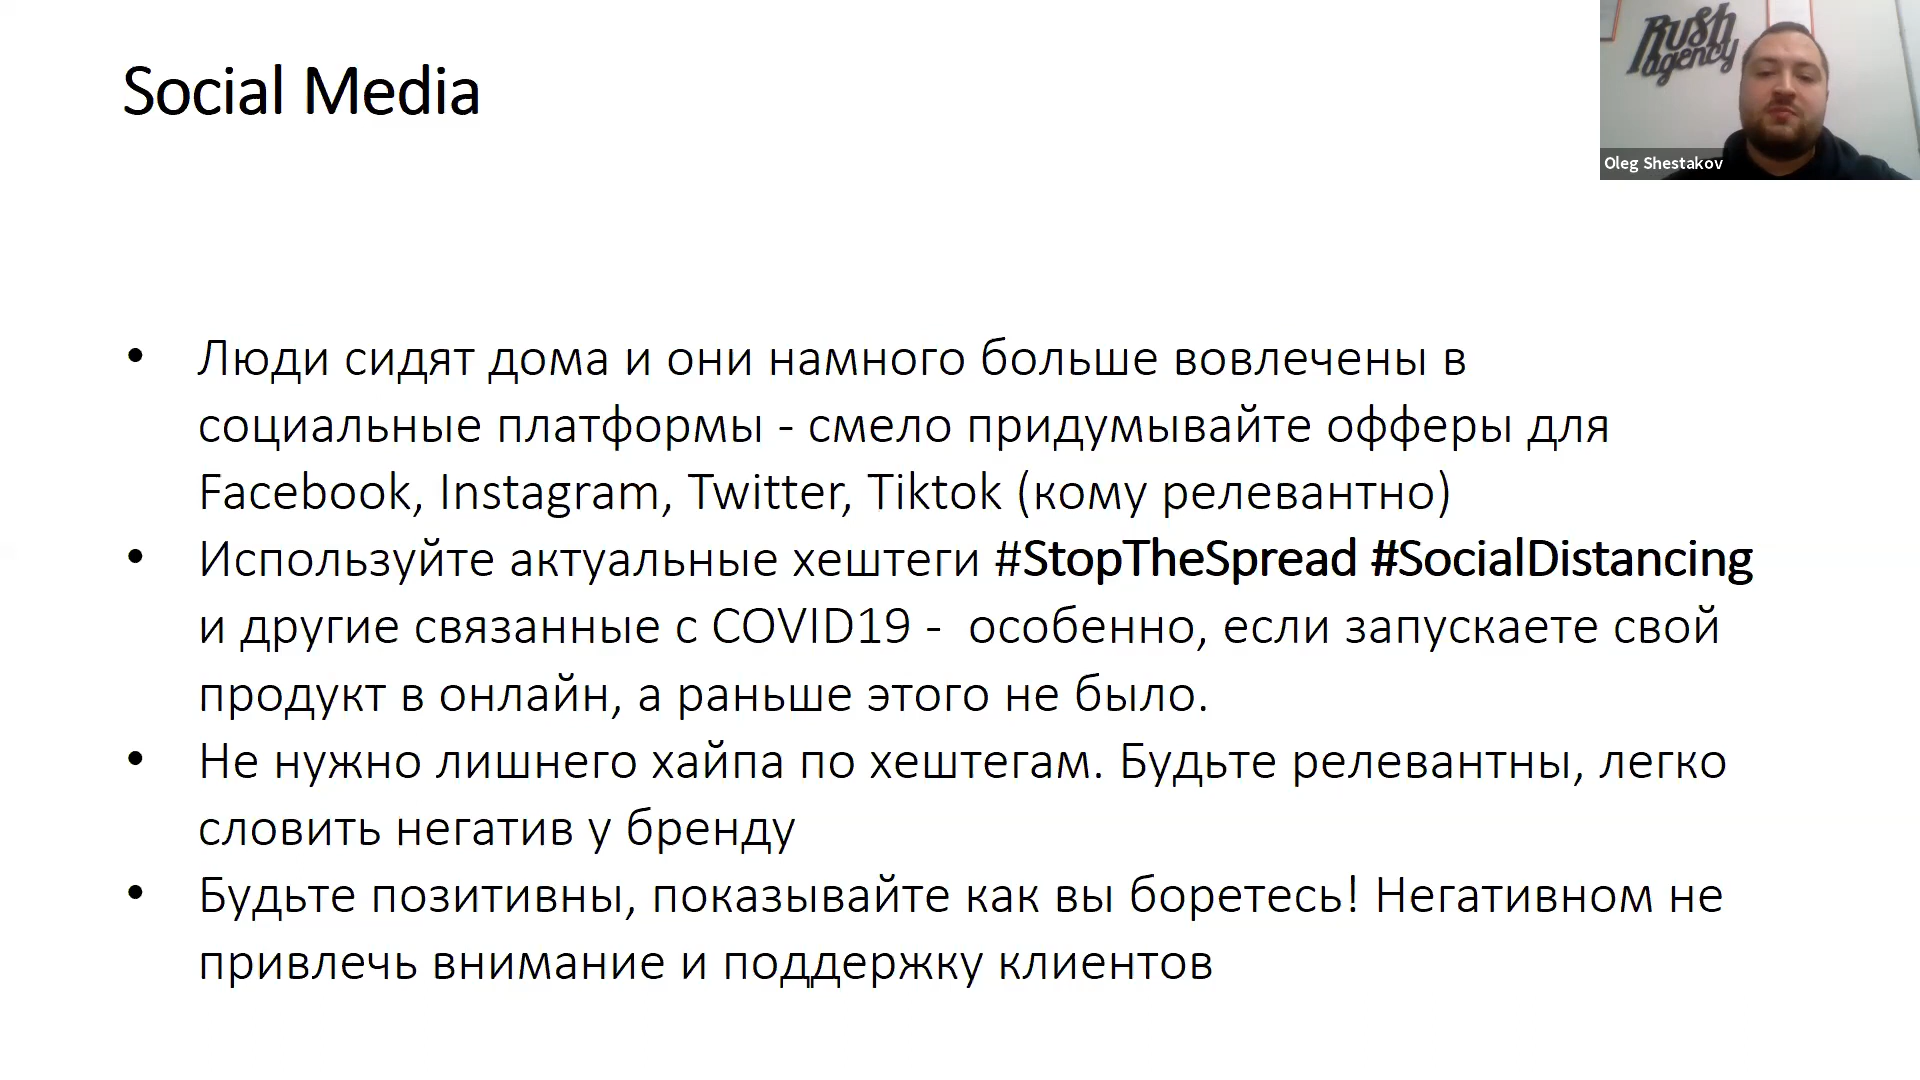 Social Media
Rush
agency
Oleg Shestakov
• Люди сидят дома и они намного больше вовлечены в
социальные платформы - смело придумывайте офферы для
Facebook, Instagram, Twitter, Tiktok (кому релевантно)
• Используйте актуальные хештеги #StopTheSpread #SocialDistancing
и другие связанные с COVID19 -  особенно, если запускаете свой
продукт в онлайн, а раньше этого не было.
• Не нужно лишнего хайпа по хештегам. Будьте релевантны, легко
словить негатив у бренду
• Будьте позитивны, показывайте как вы боретесь! Негативном не
привлечь внимание и поддержку клиентов